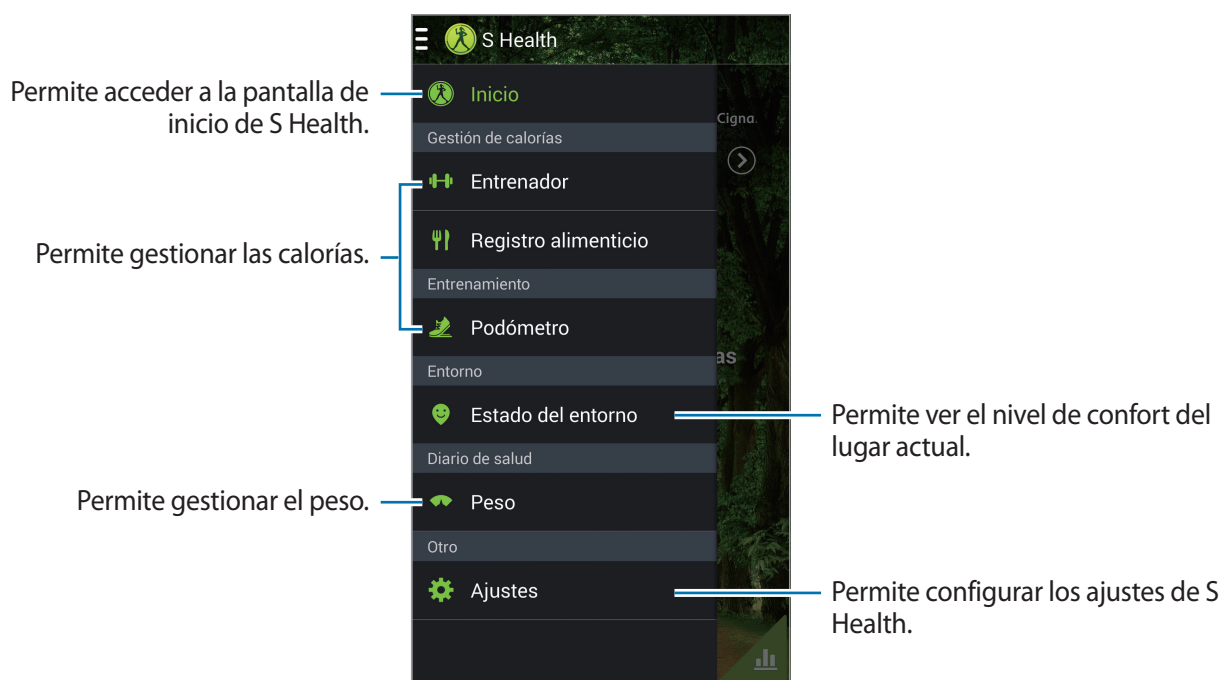 S Health
Permite acceder a la pantalla de
inicio de S Health.
Inicio
Cigna.
Gestión de calorías
Entrenador
Permite gestionar las calorías.
Registro alimenticio
Entrenamiento
Podómetro
as
Entorno
Estado del entorno
Permite ver el nivel de confort del
lugar actual.
Diario de salud
Permite gestionar el peso.
Peso
Otro
Ajustes
Permite configurar los ajustes de S
Health.